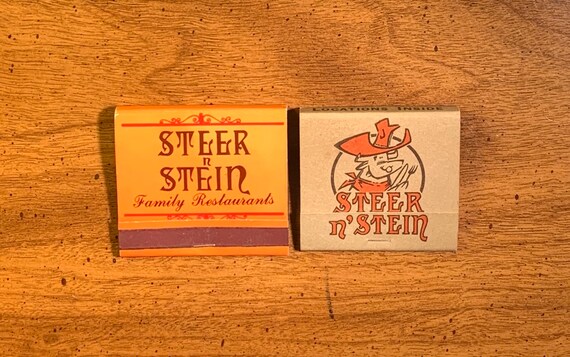 STEER
N
STEIN
Family Restaurants
LOCATIONS INSIDE
STEER
N' STEIN